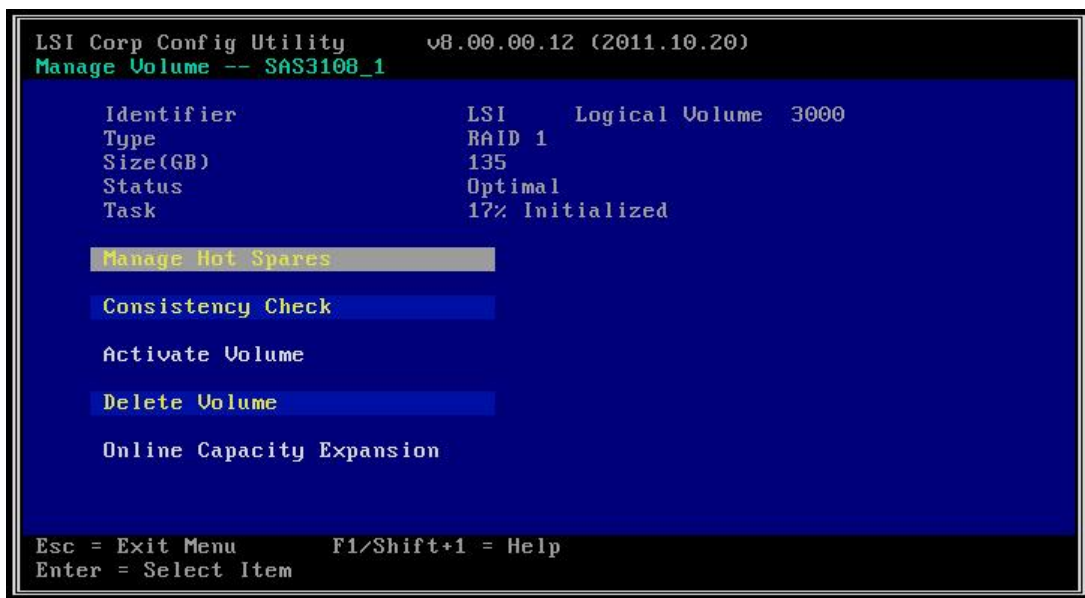 LSI Corp Config Utility v8.00.00.12 (2011.10.20)
Manage Volume -- SAS3108_1
Identifier LSI Logical Volume 3000
Type RAID 1
Size(GB) 135
Status Optimal
Task 17% Initialized
Manage Hot Spares
Consistency Check
Activate Volume
Delete Volume
Online Capacity Expansion
Esc = Exit Menu F1/Shift+1 = Help
Enter = Select Item